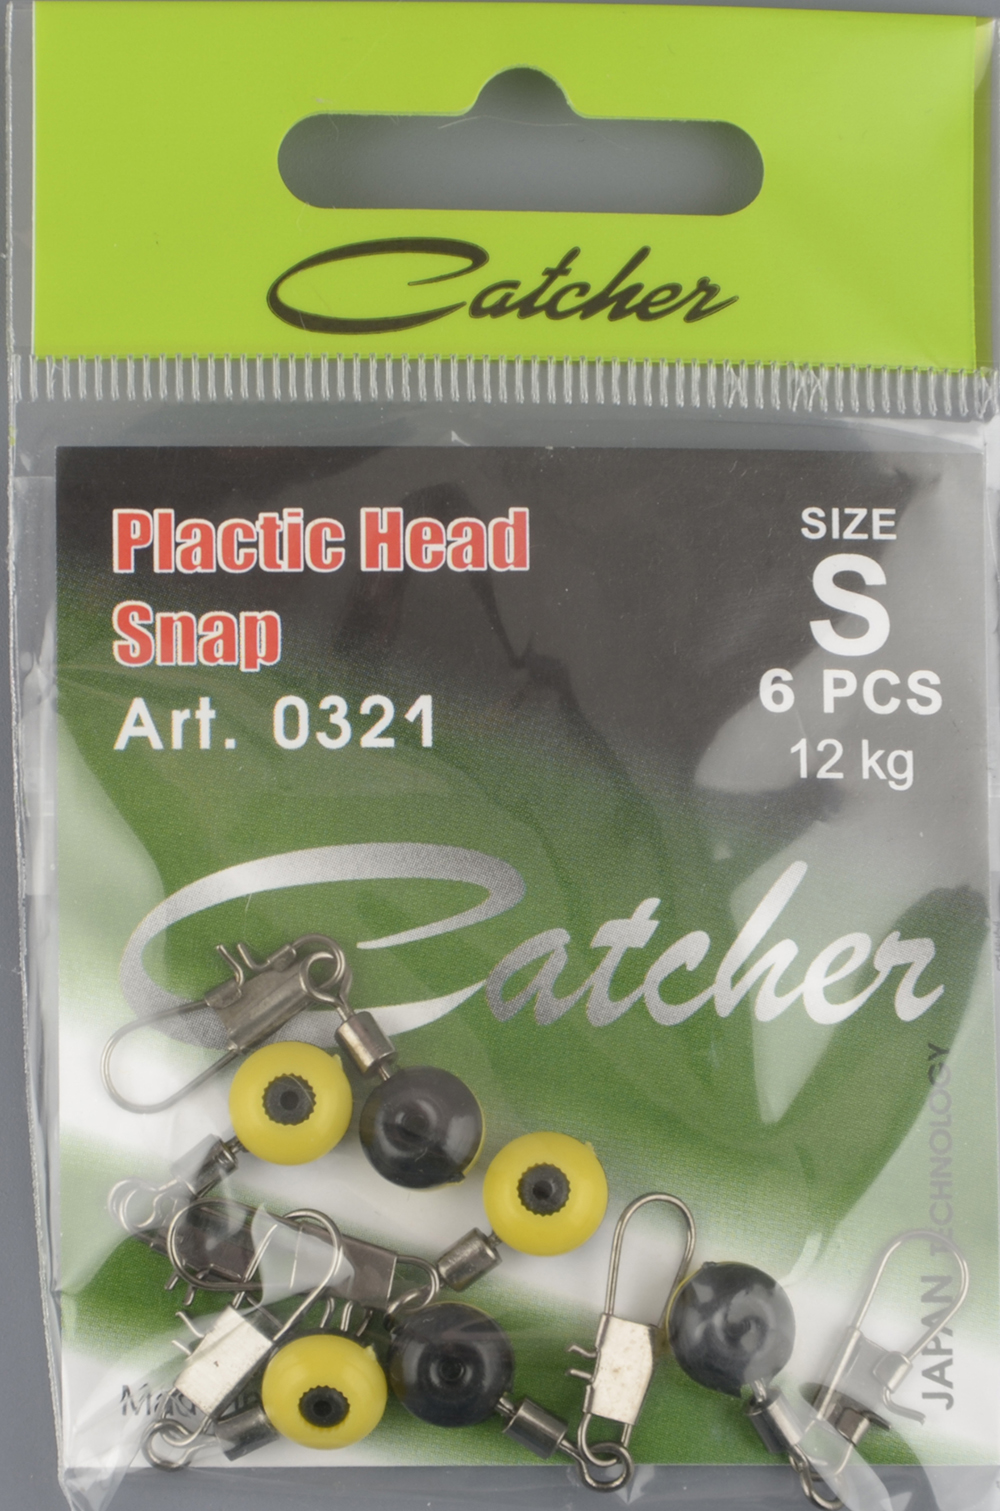 Catcher
Plactic Head
Snap
Art. 0321
SIZE
S
6 PCS
12 kg
Catcher
JAPAN TECHNOLOGY